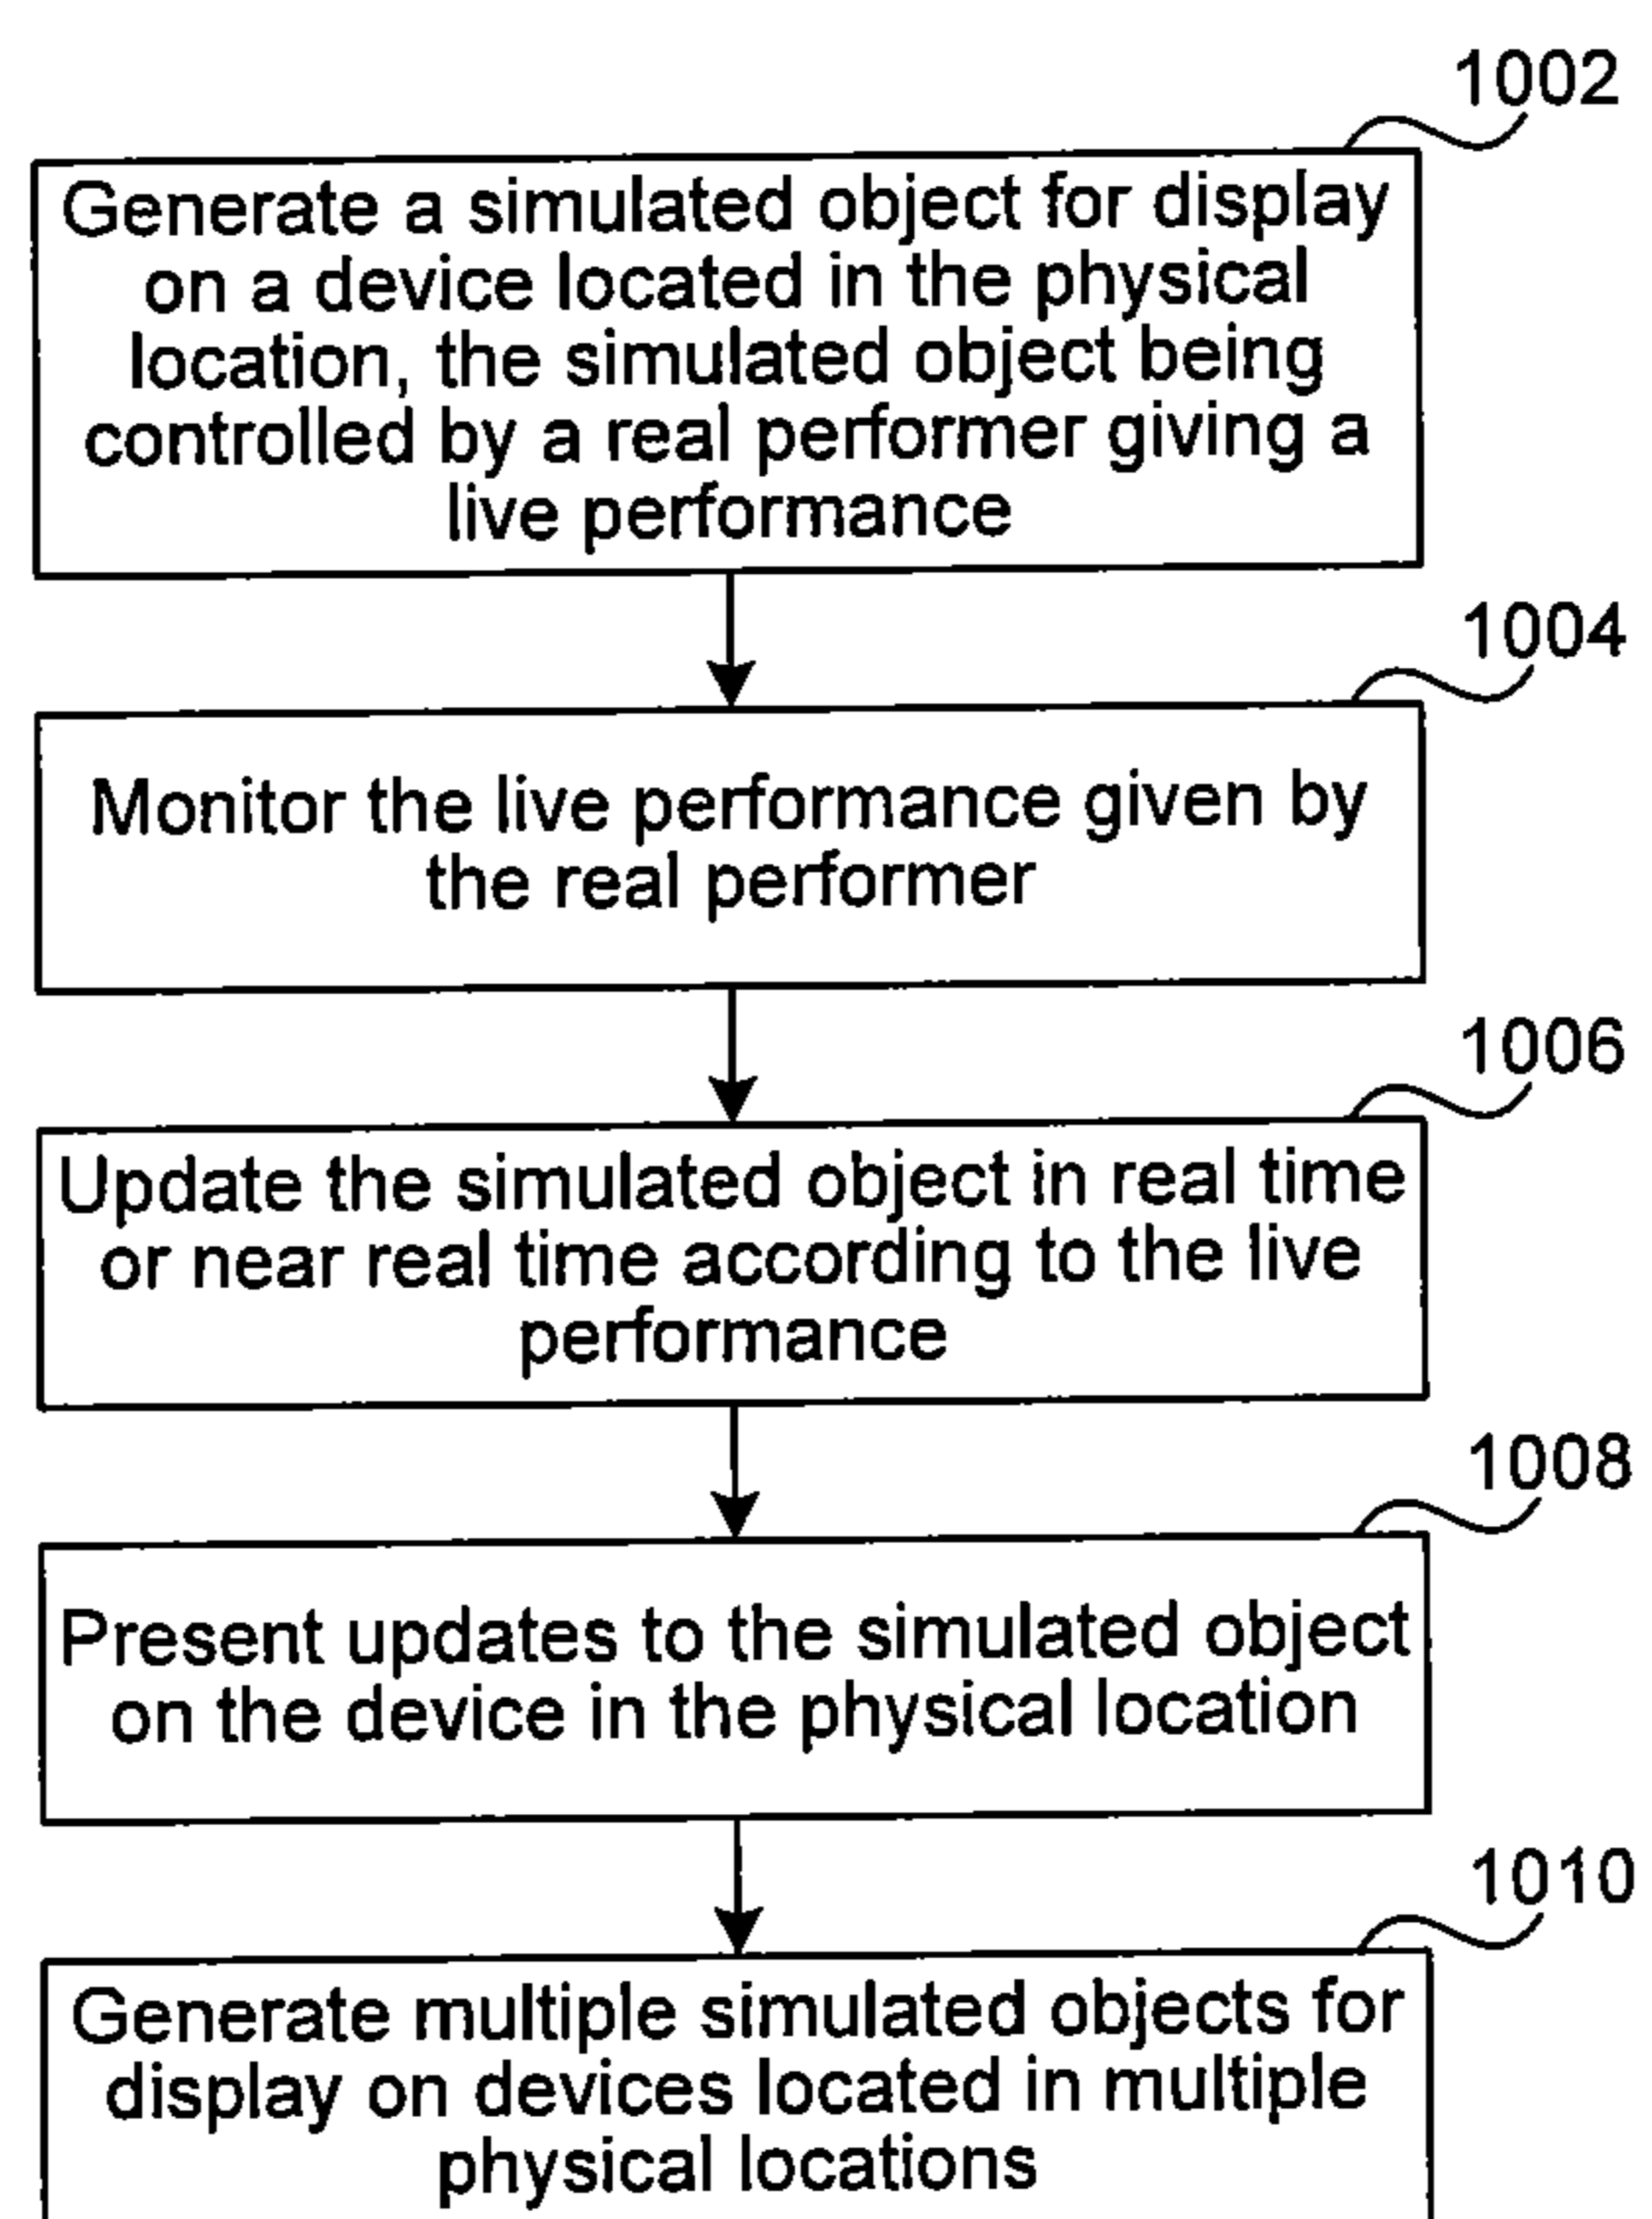 1002
Generate a simulated object for display
on a device located in the physical
location, the simulated object being
controlled by a real performer giving a
live performance
1004
Monitor the live performance given by
the real performer
1006
Update the simulated object in real time
or near real time according to the live
performance
1008
Present updates to the simulated object
on the device in the physical location
1010
Generate multiple simulated objects for
display on devices located in multiple
physical locations